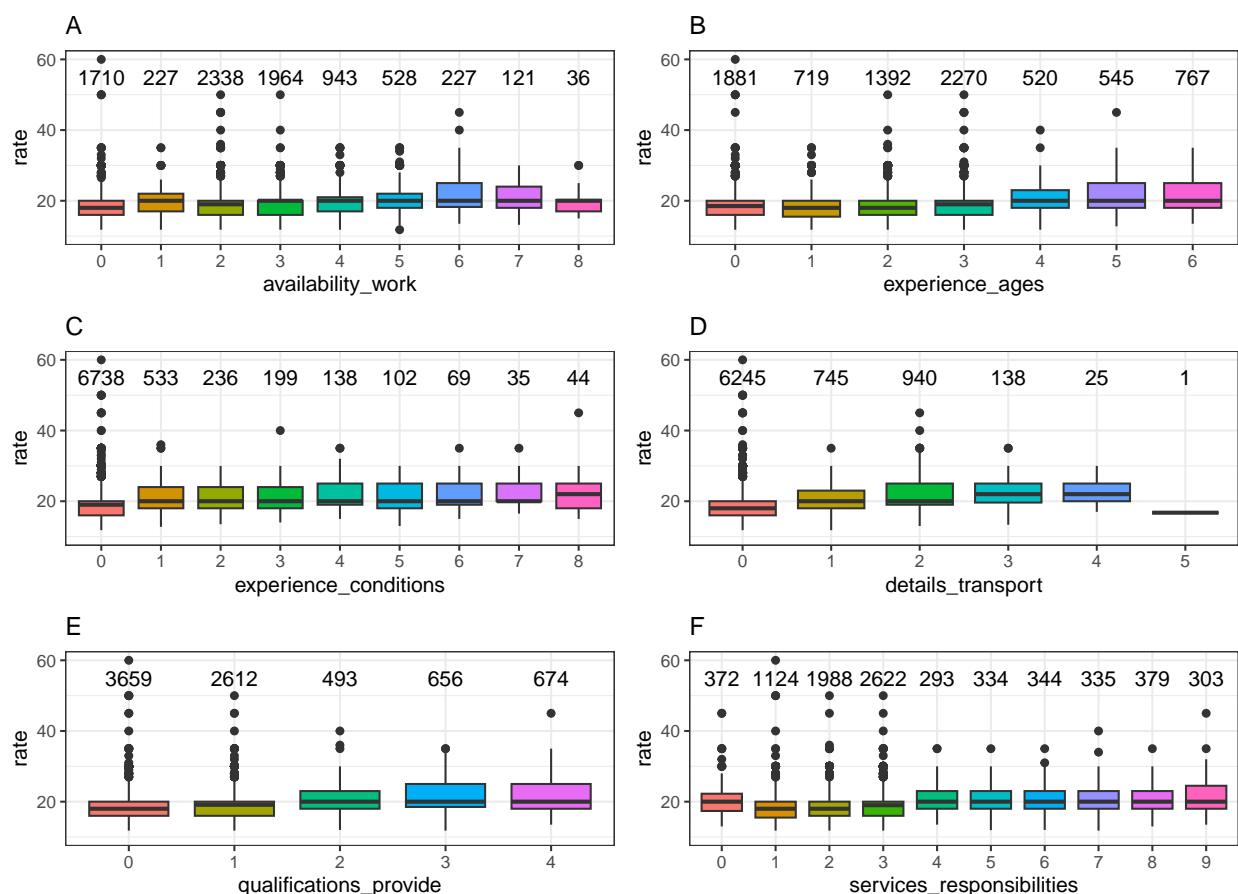 A
60
40
20
rate
1710 227 2338 1964 943 528 227 121 36
0 1 2 3 4 5 6 7 8
availability_work
B
60
40
20
rate
1881 719 1392 2270 520 545 767
0 1 2 3 4 5 6
experience_ages
C
60
40
20
rate
6738 533 236 199 138 102 69 35 44
0 1 2 3 4 5 6 7 8
experience_conditions
D
60
40
20
rate
6245 745 940 138 25 1
0 1 2 3 4 5
details_transport
E
60
40
20
rate
3659 2612 493 656 674
0 1 2 3 4
qualifications_provide
F
60
40
20
rate
372 1124 1988 2622 293 334 344 335 379 303
0 1 2 3 4 5 6 7 8 9
services_responsibilities